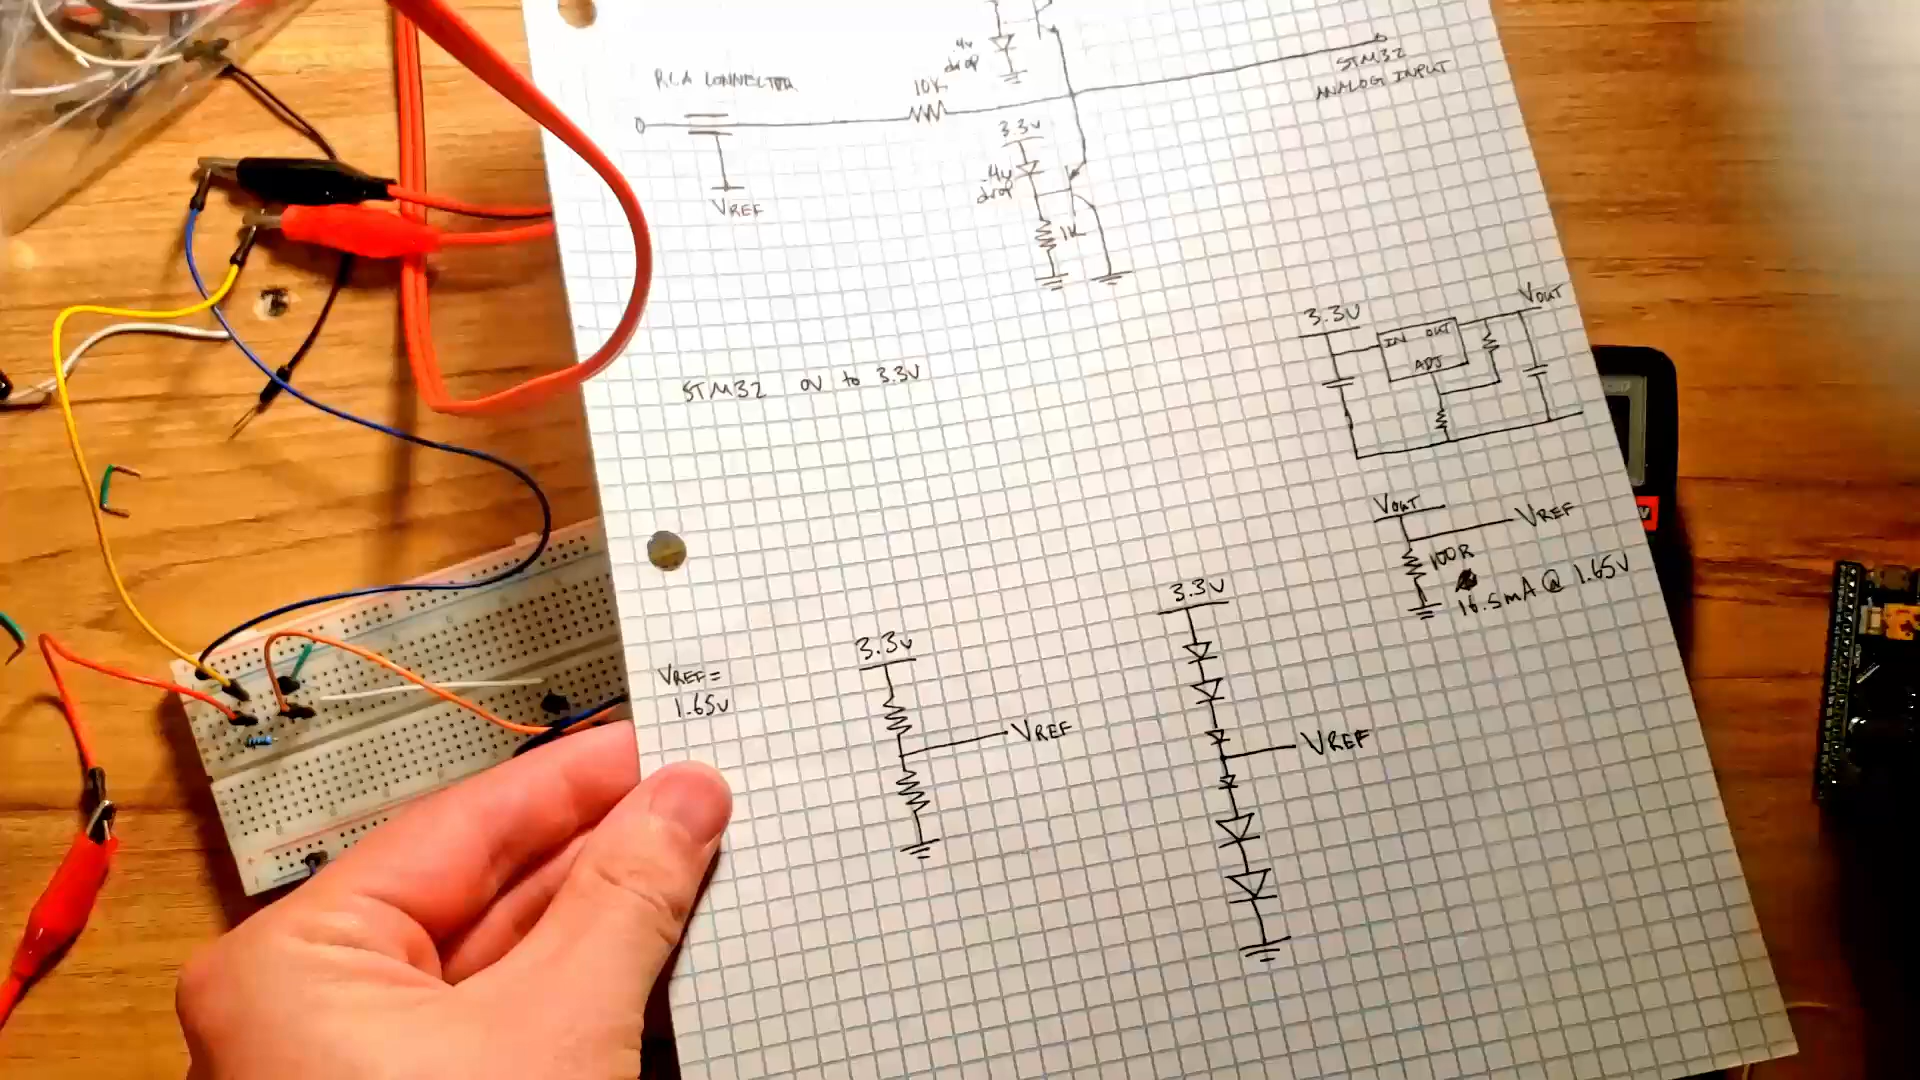 .4v
drop
STM32
ANALOG INPUT
RCA CONNECTOR
10K
3.3v
.4v
drop
VREF
1K
3.3V
VOUT
IN OUT
ADJ
STM32 0V to 3.3V
VOUT
VREF
100R
16.5mA @ 1.65V
3.3V
3.3v
VREF=
1.65v
VREF
VREF